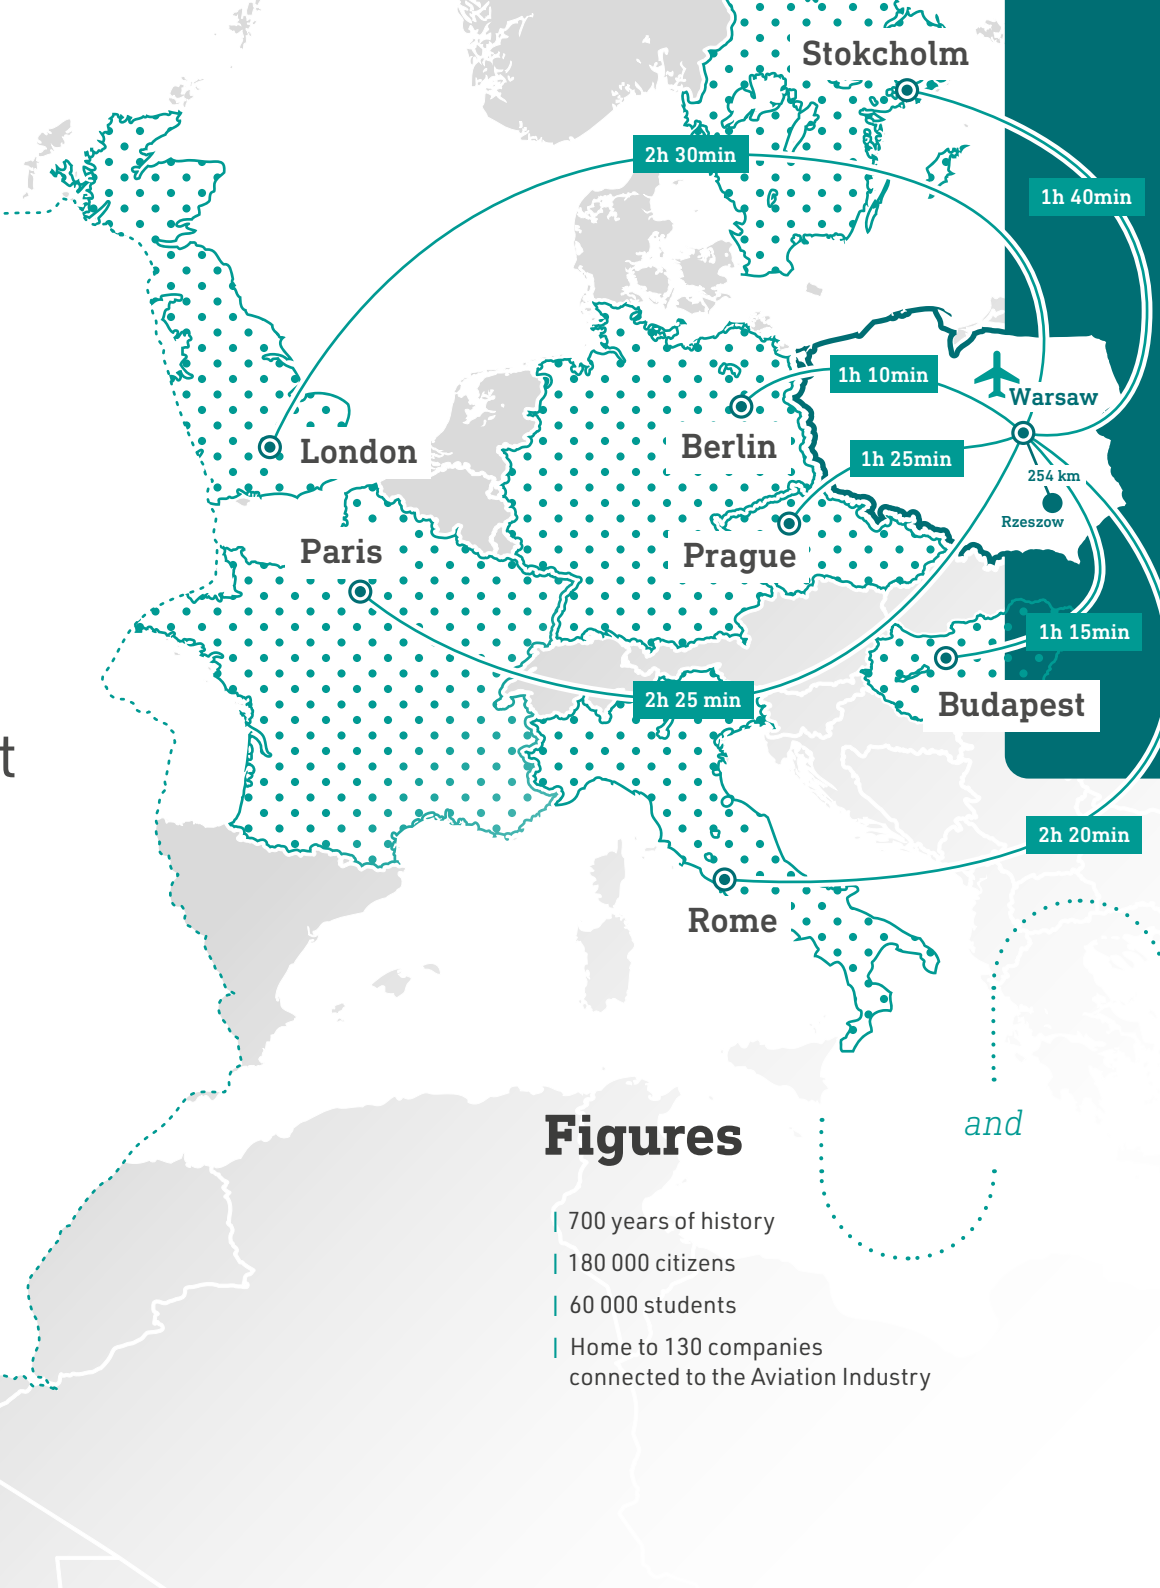 Stokcholm
2h 30min
1h 40min
1h 10min
Warsaw
London
Berlin
1h 25min
254 km
Rzeszow
Paris
Prague
1h 15min
2h 25 min
Budapest
t
2h 20min
Rome
and
Figures
| 700 years of history
| 180 000 citizens
| 60 000 students
| Home to 130 companies
connected to the Aviation Industry